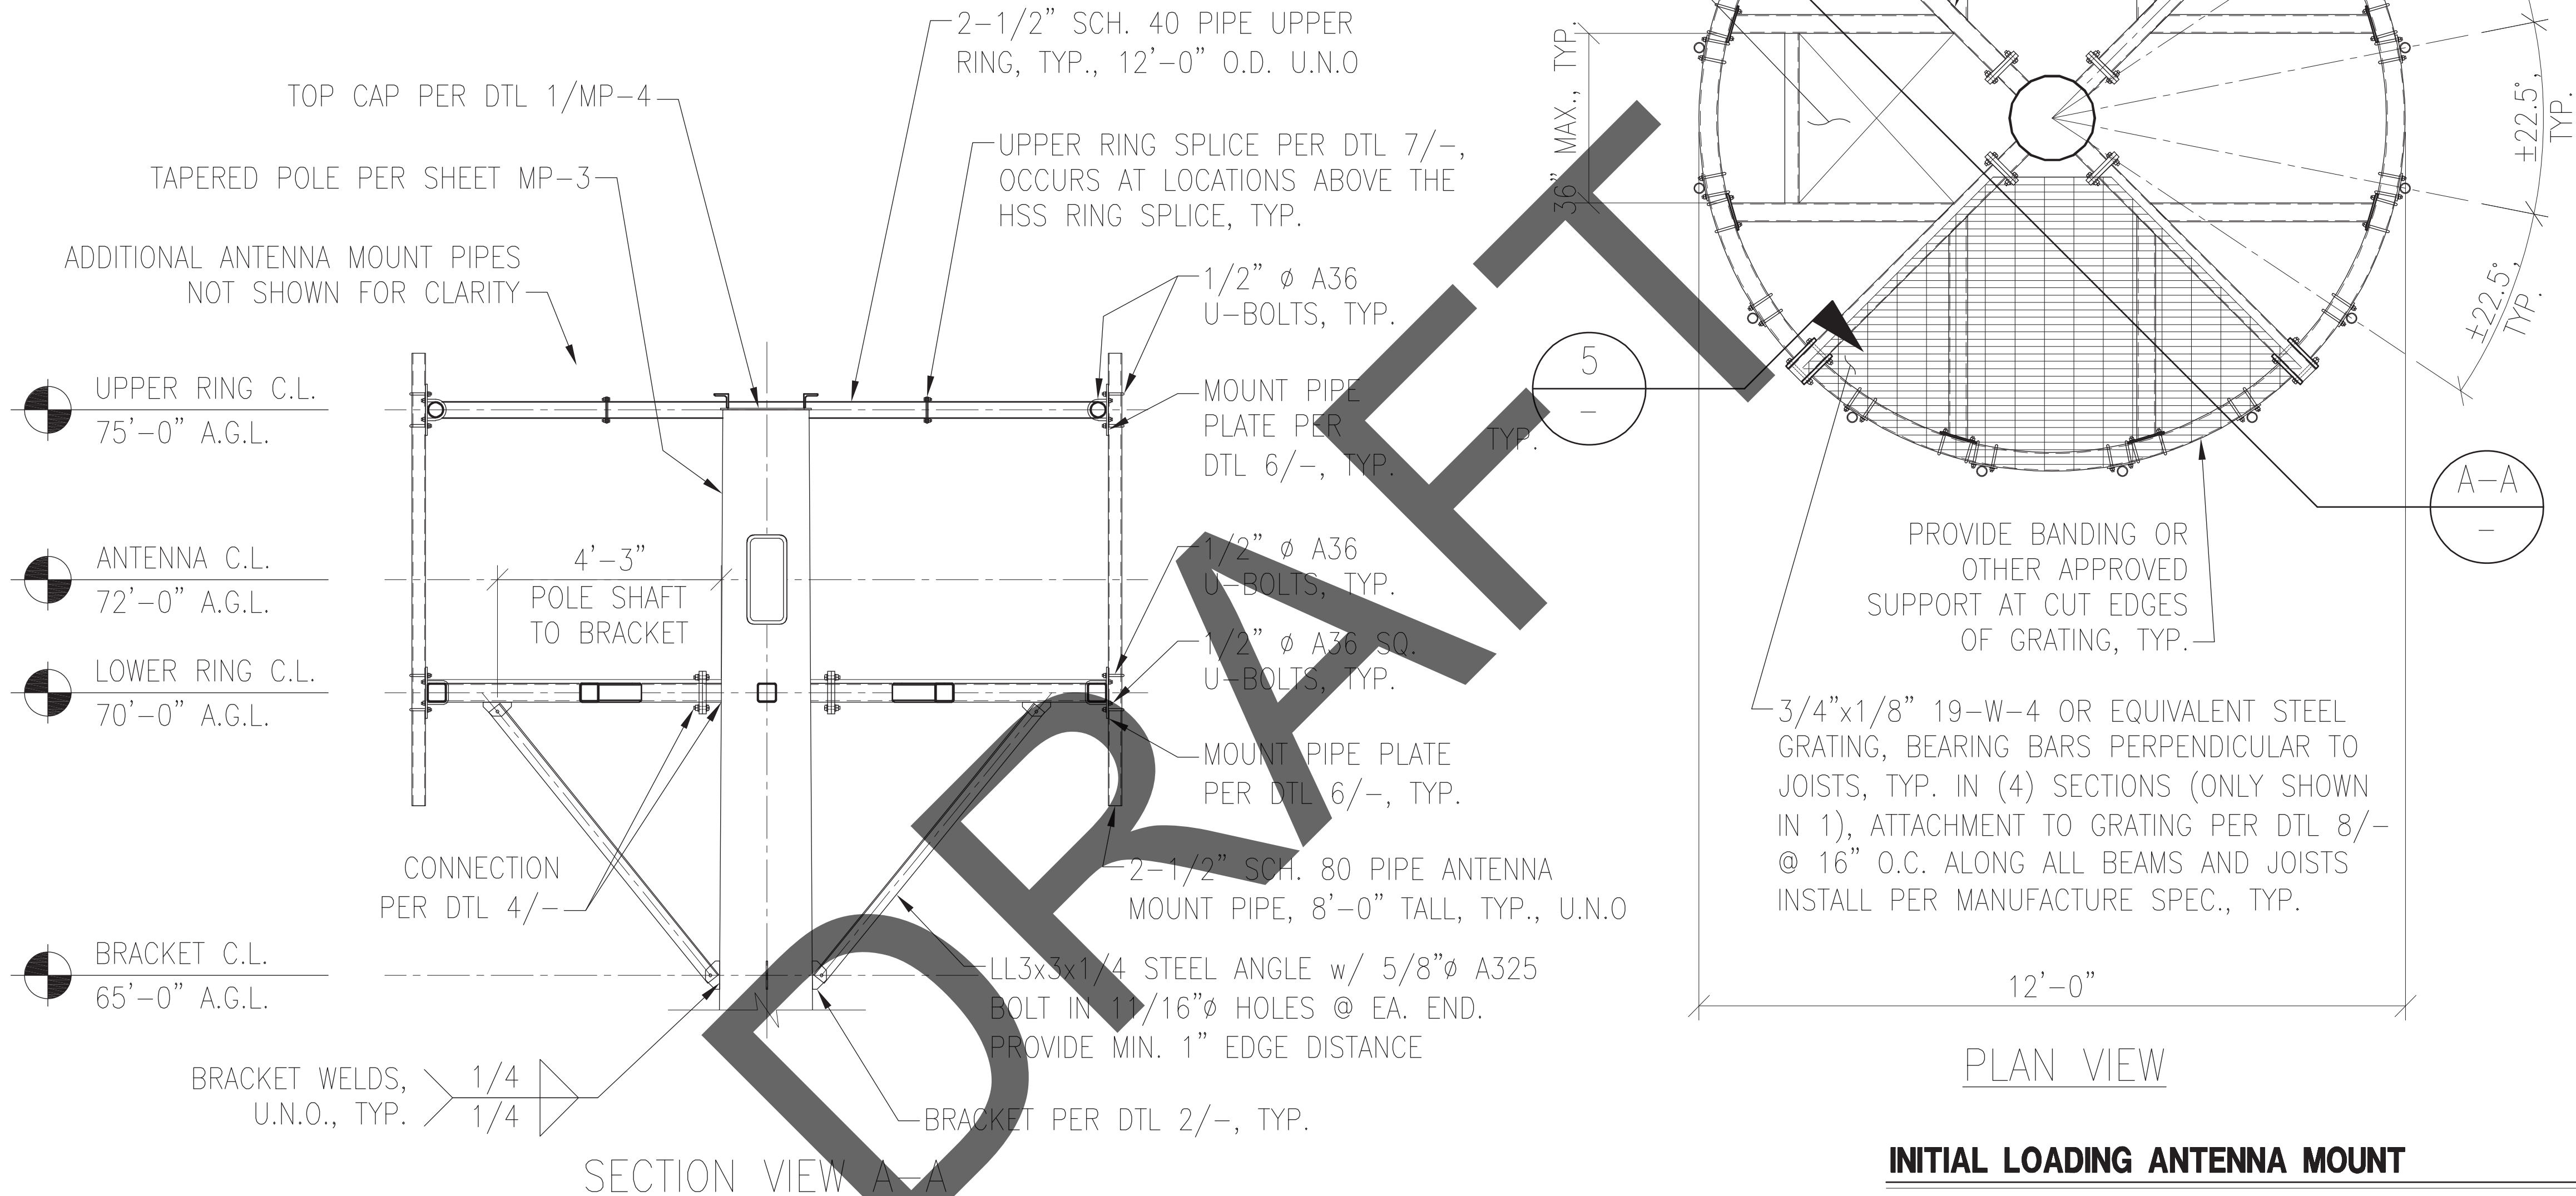 2-1/2" SCH. 40 PIPE UPPER
RING, TYP., 12'-0" O.D. U.N.O
TOP CAP PER DTL 1/MP-4
UPPER RING SPLICE PER DTL 7/-,
OCCURS AT LOCATIONS ABOVE THE
HSS RING SPLICE, TYP.
TAPERED POLE PER SHEET MP-3
ADDITIONAL ANTENNA MOUNT PIPES
NOT SHOWN FOR CLARITY
1/2" ø A36
U-BOLTS, TYP.
UPPER RING C.L.
75'-0" A.G.L.
MOUNT PIPE
PLATE PER
DTL 6/-, TYP.
TYP.
ANTENNA C.L.
72'-0" A.G.L.
4'-3"
POLE SHAFT
TO BRACKET
1/2" ø A36
U-BOLTS, TYP.
1/2" ø A36 SQ.
U-BOLTS, TYP.
LOWER RING C.L.
70'-0" A.G.L.
MOUNT PIPE PLATE
PER DTL 6/-, TYP.
CONNECTION
PER DTL 4/-
2-1/2" SCH. 80 PIPE ANTENNA
MOUNT PIPE, 8'-0" TALL, TYP., U.N.O
BRACKET C.L.
65'-0" A.G.L.
LL3x3x1/4 STEEL ANGLE w/ 5/8"ø A325
BOLT IN 11/16"ø HOLES @ EA. END.
PROVIDE MIN. 1" EDGE DISTANCE
BRACKET WELDS,
U.N.O., TYP.
1/4
1/4
BRACKET PER DTL 2/-, TYP.
SECTION VIEW A-A
DRAFT
36" MAX., TYP.
±22.5°,
TYP.
±22.5°,
TYP.
5
-
A-A
-
PROVIDE BANDING OR
OTHER APPROVED
SUPPORT AT CUT EDGES
OF GRATING, TYP.
3/4"x1/8" 19-W-4 OR EQUIVALENT STEEL
GRATING, BEARING BARS PERPENDICULAR TO
JOISTS, TYP. IN (4) SECTIONS (ONLY SHOWN
IN 1), ATTACHMENT TO GRATING PER DTL 8/-
@ 16" O.C. ALONG ALL BEAMS AND JOISTS
INSTALL PER MANUFACTURE SPEC., TYP.
12'-0"
PLAN VIEW
INITIAL LOADING ANTENNA MOUNT